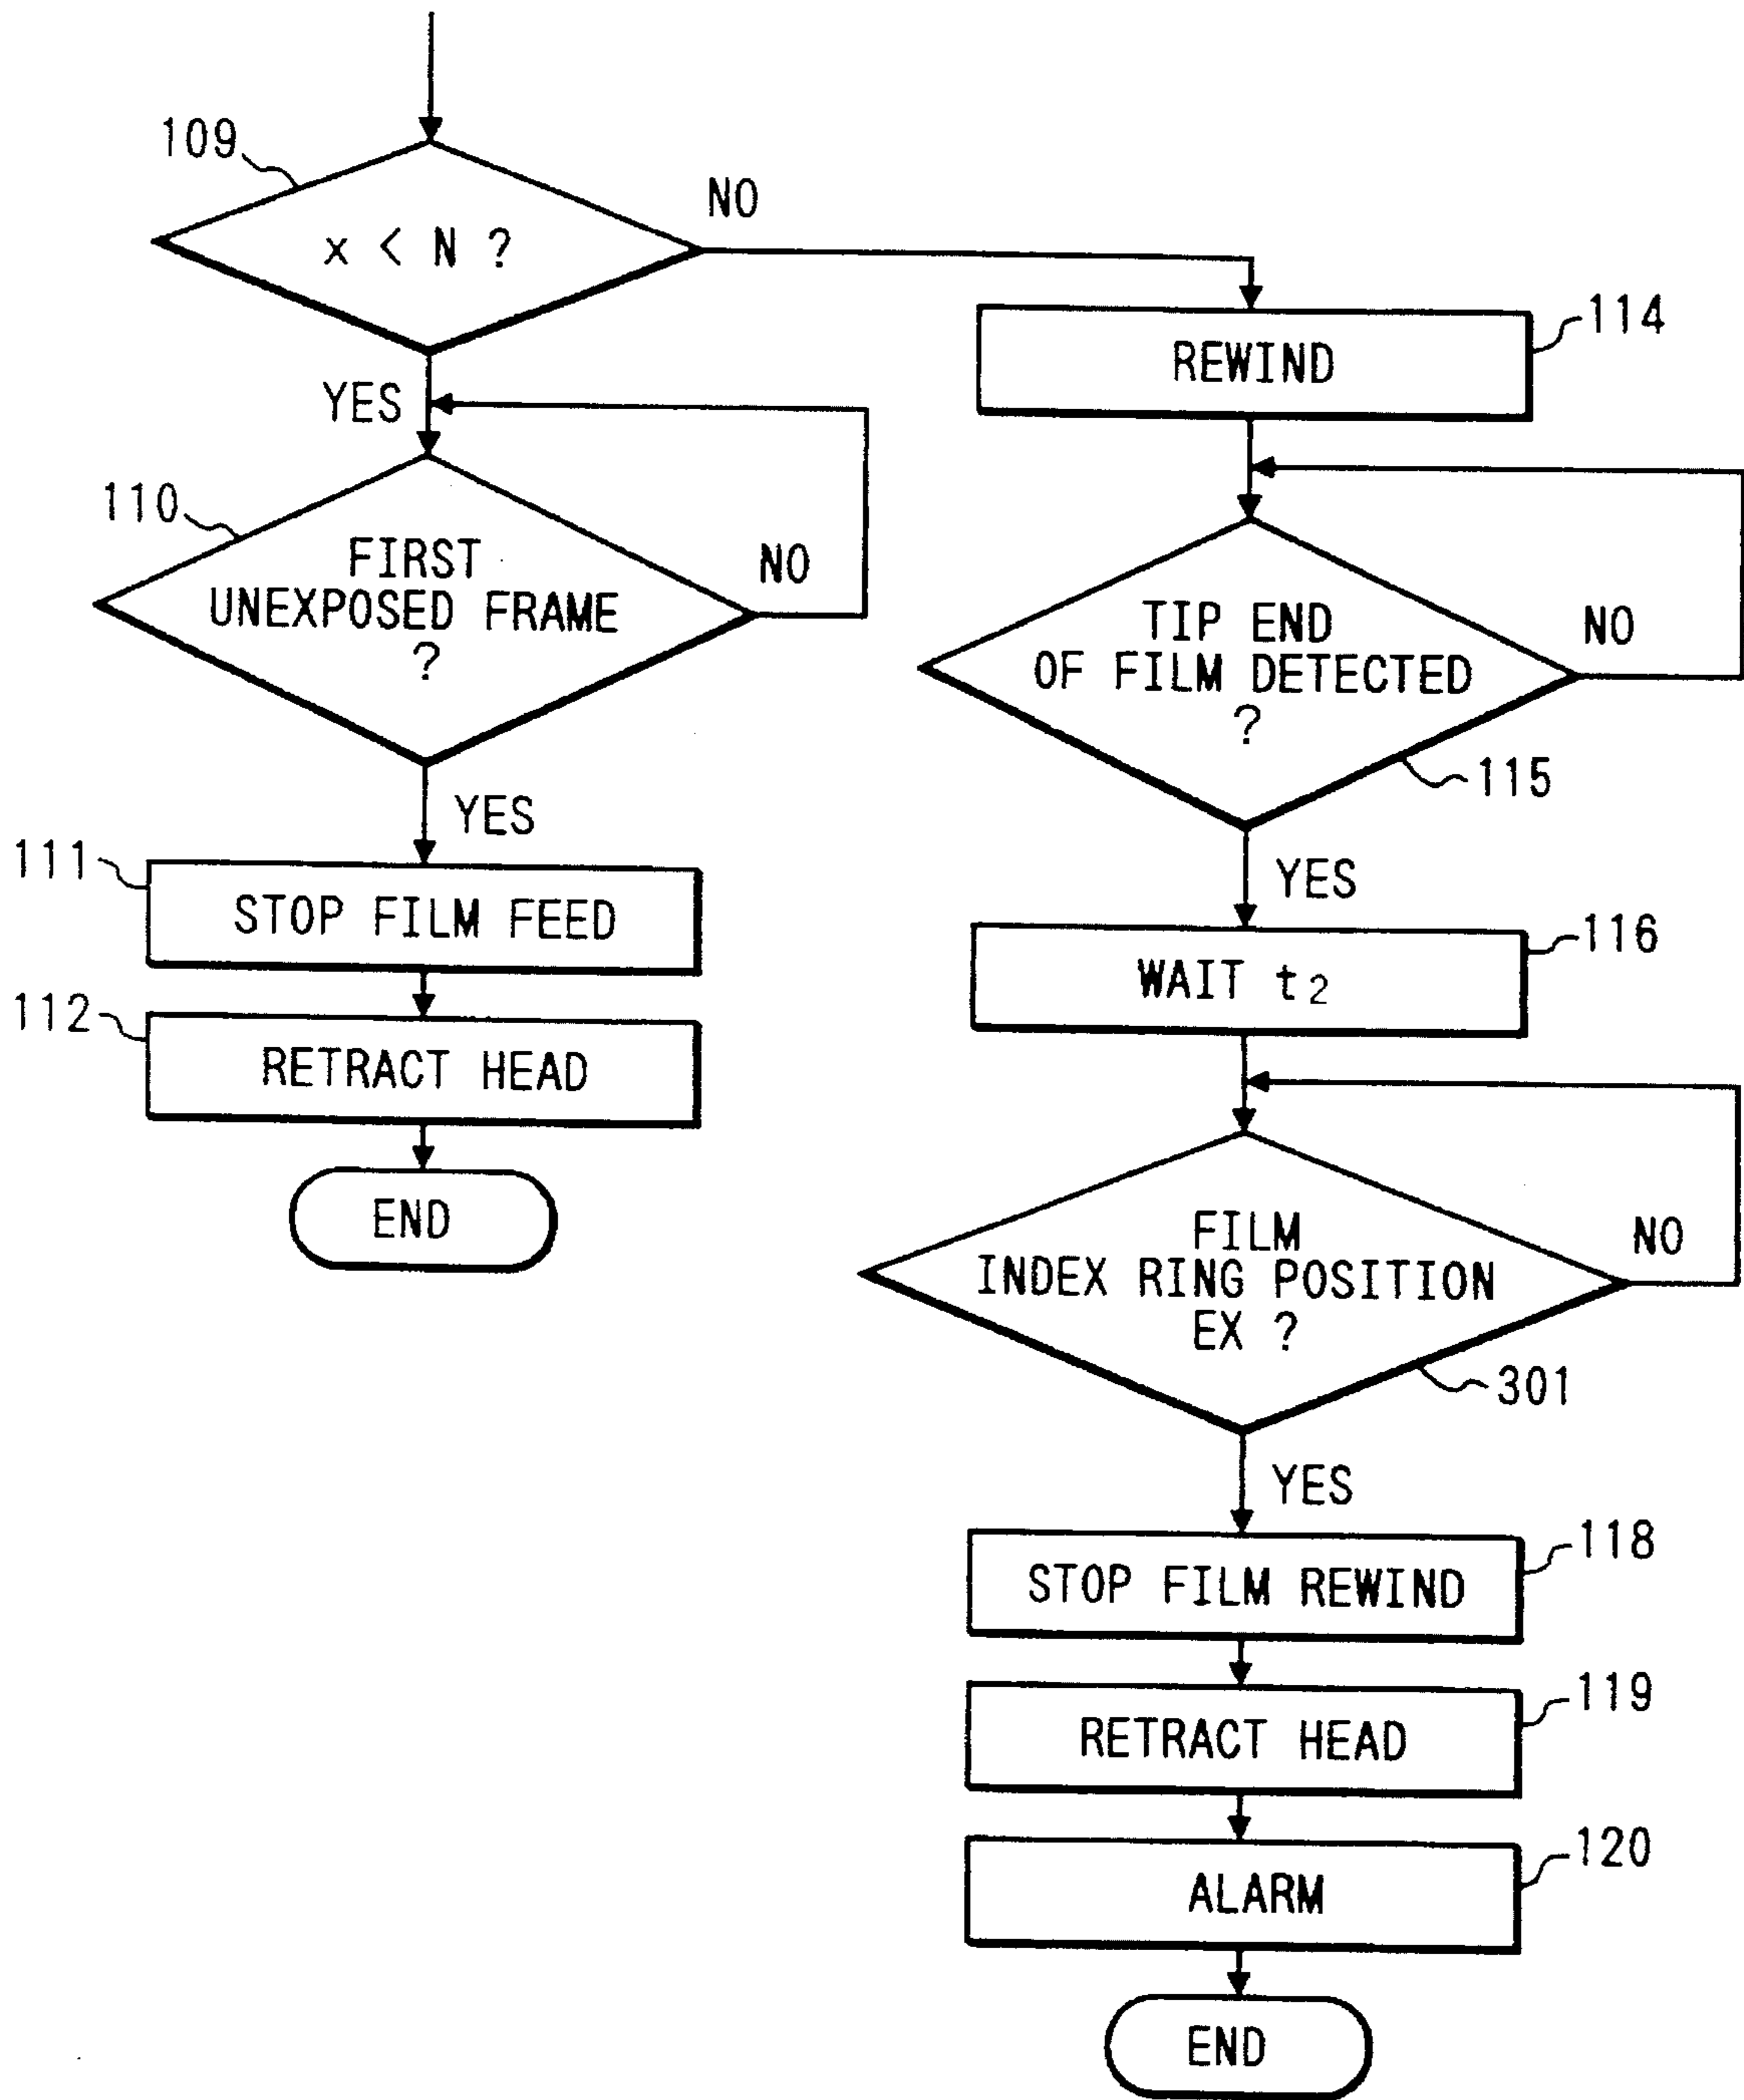 109
x < N ?
NO
YES
110
FIRST
UNEXPOSED FRAME
?
NO
YES
111
STOP FILM FEED
112
RETRACT HEAD
END
114
REWIND
TIP END
OF FILM DETECTED
?
NO
115
YES
116
WAIT t2
FILM
INDEX RING POSITION
EX ?
NO
301
YES
118
STOP FILM REWIND
119
RETRACT HEAD
120
ALARM
END